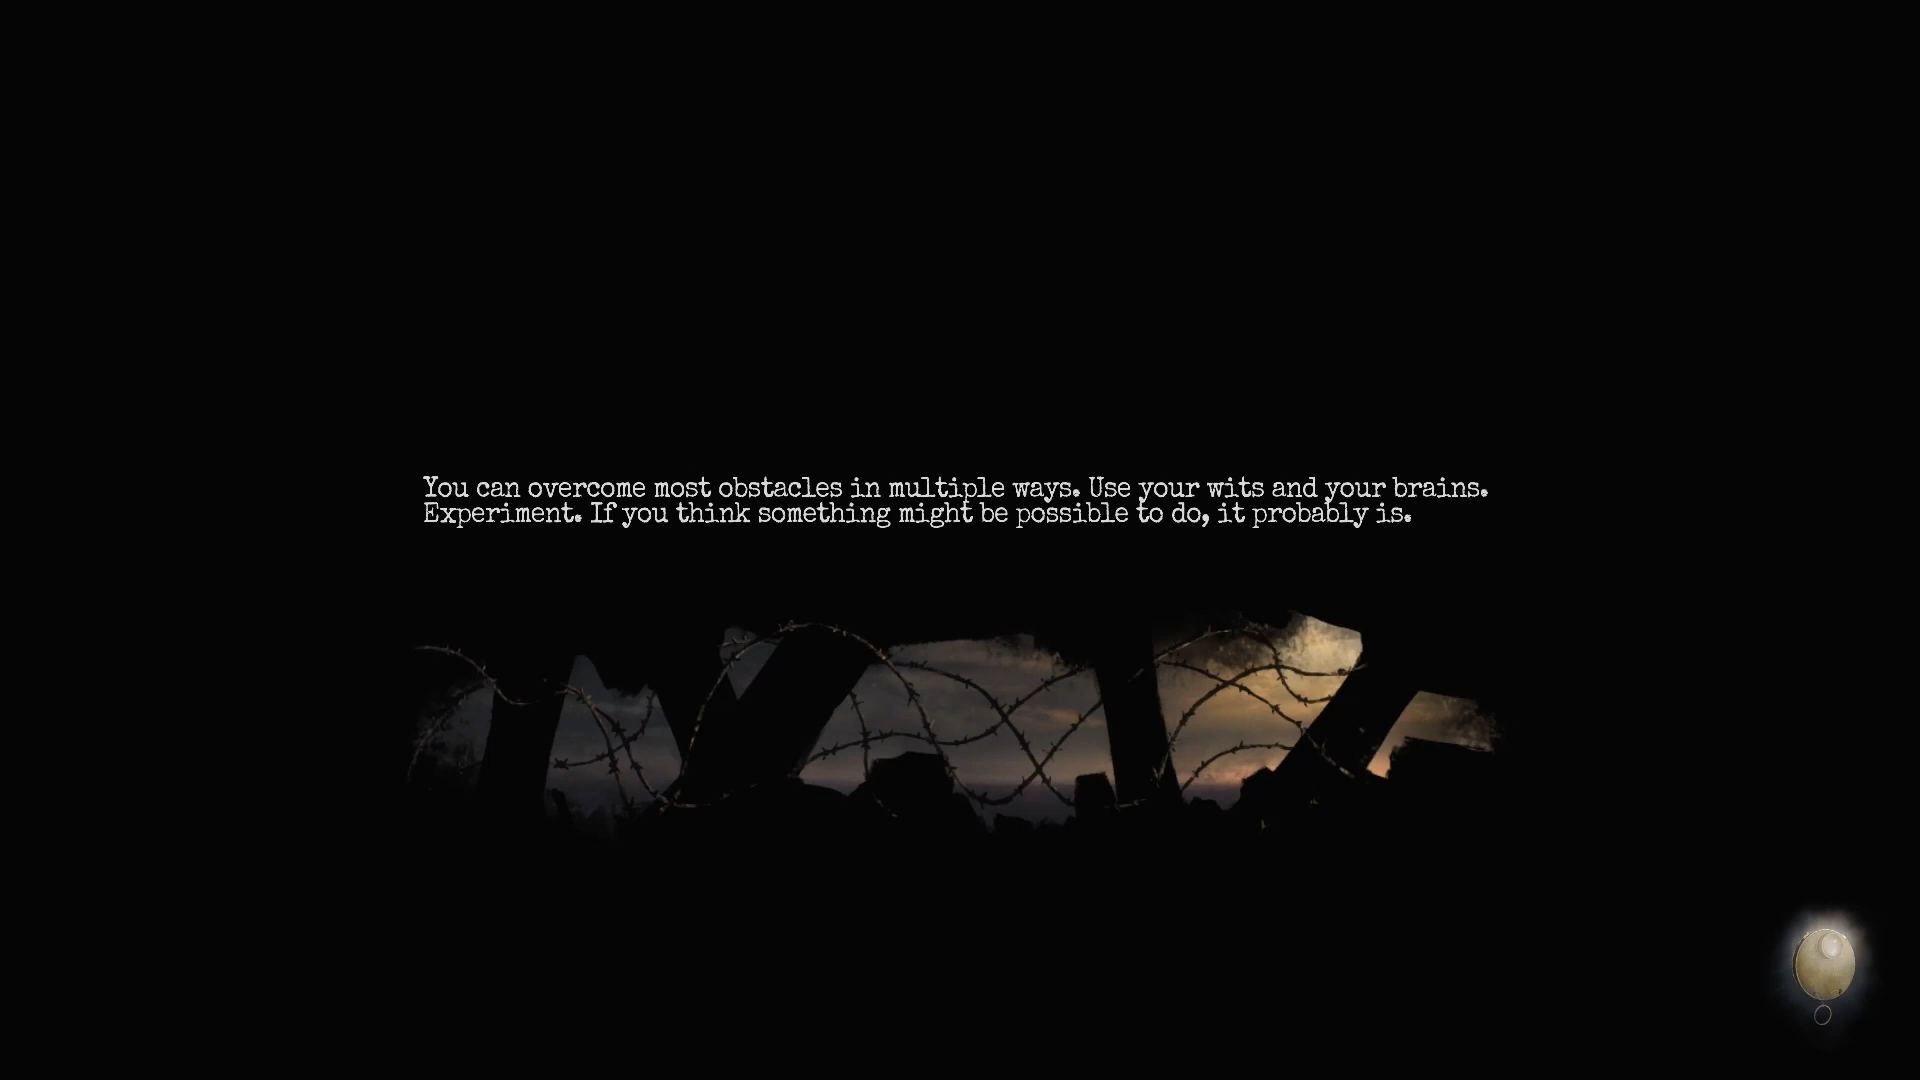 You can overcome most obstacles in multiple ways. Use your wits and your brains.
Experiment. If you think something might be possible to do, it probably is.